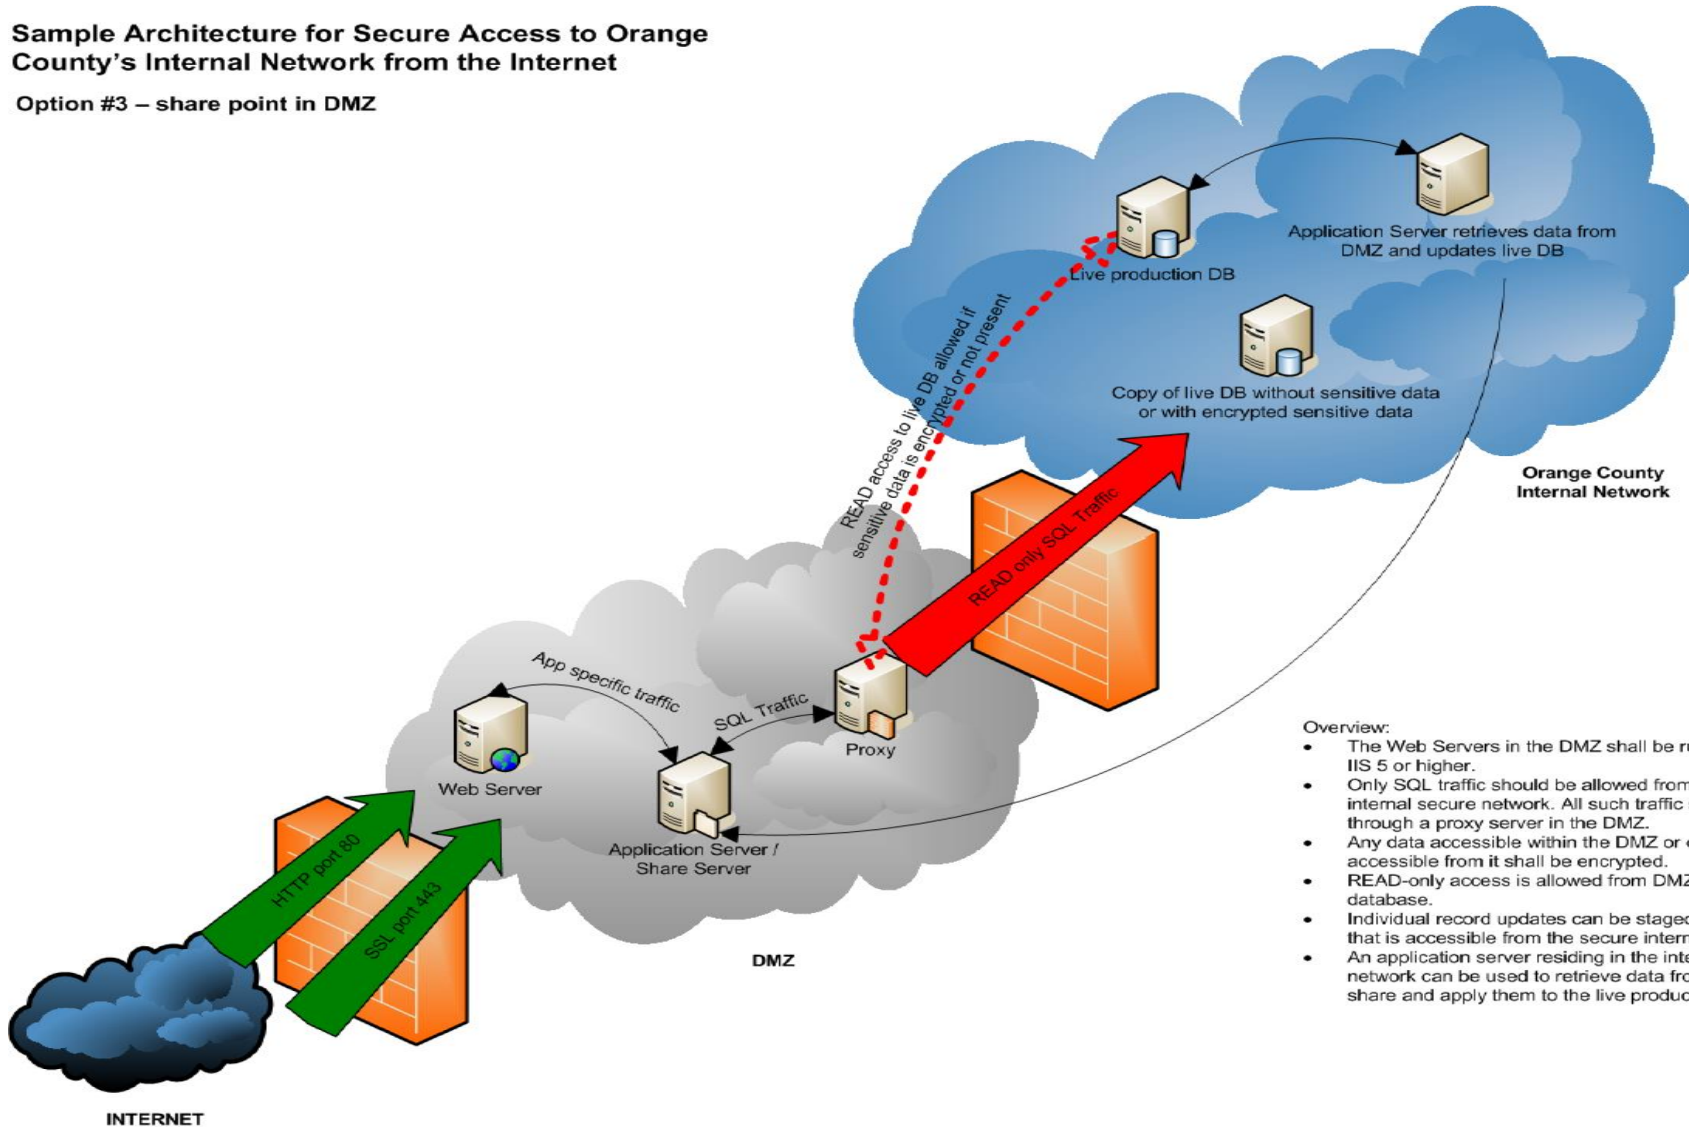 Sample Architecture for Secure Access to Orange
County’s Internal Network from the Internet
Option #3 – share point in DMZ
Application Server retrieves data from
DMZ and updates live DB
Live production DB
READ access to live DB allowed if
sensitive data is encrypted or not present
Copy of live DB without sensitive data
or with encrypted sensitive data
Orange County
Internal Network
READ only SQL Traffic
App specific traffic
SQL Traffic
Proxy
Web Server
Application Server /
Share Server
HTTP port 80
SSL port 443
DMZ
INTERNET
Overview:
• The Web Servers in the DMZ shall be
IIS 5 or higher.
• Only SQL traffic should be allowed from
internal secure network. All such traffic
through a proxy server in the DMZ.
• Any data accessible within the DMZ or
accessible from it shall be encrypted.
• READ-only access is allowed from DMZ
database.
• Individual record updates can be staged
that is accessible from the secure
• An application server residing in the
network can be used to retrieve data
share and apply them to the live